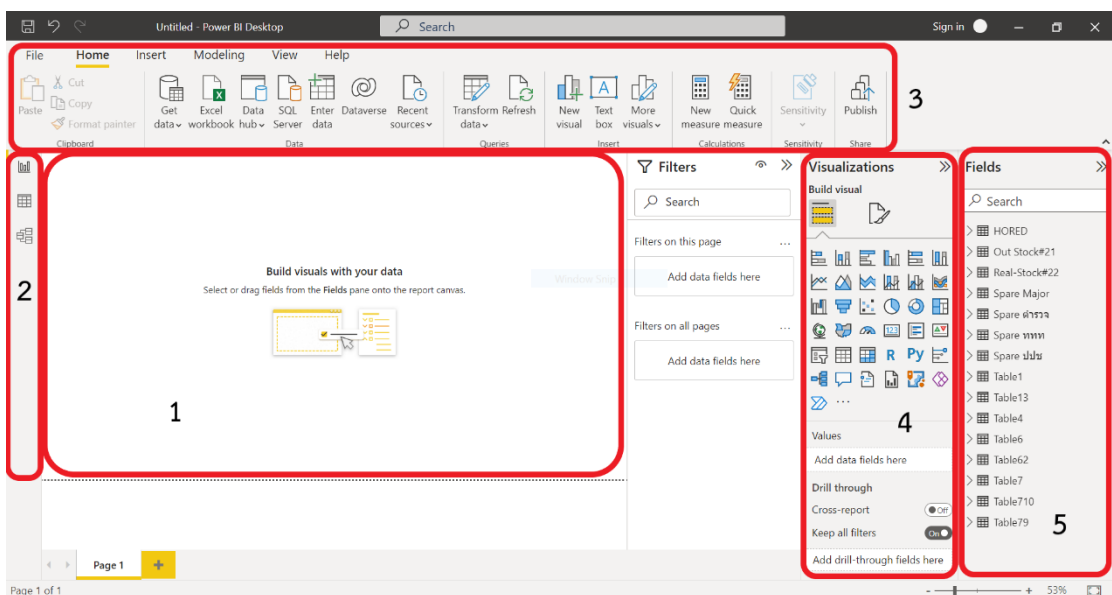 Untitled - Power BI Desktop
Search
Sign in
File Home Insert Modeling View Help
Paste
Cut
Copy
Format painter
Clipboard
Get data
Excel workbook
Data hub
SQL Server
Enter data
Dataverse
Recent sources
Data
Transform data
Refresh
Queries
New visual
Text box
More visuals
Insert
New measure
Quick measure
Calculations
Sensitivity
Sensitivity
Publish
Share
3
2
Build visuals with your data
Select or drag fields from the Fields pane onto the report canvas.
1
Window Snip
Filters
Search
Filters on this page ...
Add data fields here
Filters on all pages ...
Add data fields here
Visualizations
Build visual
123
R Py
...
4
Values
Add data fields here
Drill through
Cross-report Off
Keep all filters On
Add drill-through fields here
Fields
Search
HORED
Out Stock#21
Real-Stock#22
Spare Major
Spare ตำรวจ
Spare ททท
Spare ปปช
Table1
Table13
Table4
Table6
Table62
Table7
Table710
Table79
5
Page 1
Page 1 of 1
- + 53%